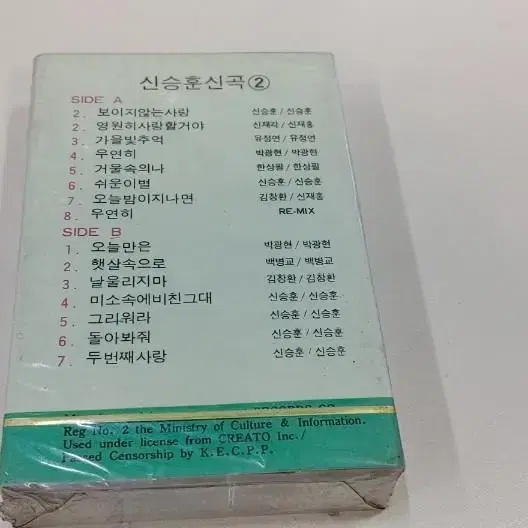 신승훈신곡②
SIDE A
2. 보이지않는사랑 신승훈 / 신승훈
2. 영원히사랑할거야 신재각 / 신재홍
3. 가을빛추억 유정연 / 유정연
4. 우연히 박광현 / 박광현
5. 거울속의나 한상필 / 한상필
6. 쉬운이별 신승훈 / 신승훈
7. 오늘밤이지나면 김창환 / 신재홍
8. 우연히 RE-MIX
SIDE B
1. 오늘만은 박광현 / 박광현
2. 햇살속으로 백병교 / 백병교
3. 날울리지마 김창환 / 김창환
4. 미소속에비친그대 신승훈 / 신승훈
5. 그리워라 신승훈 / 신승훈
6. 돌아봐줘 신승훈 / 신승훈
7. 두번째사랑 신승훈 / 신승훈
Reg No. 2 the Ministry of Culture & Information.
Used under license from CREATO Inc./
Passed Censorship by K.E.C.P.P.